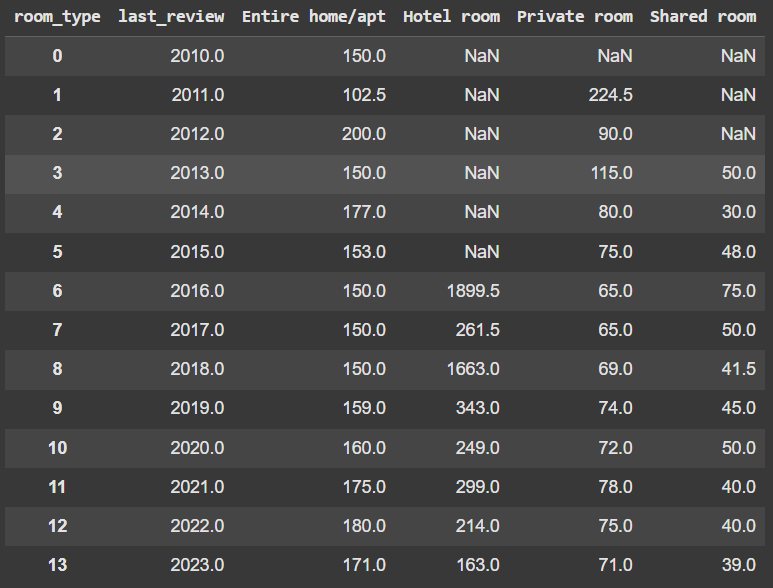 room_type last_review Entire home/apt Hotel room Private room Shared room
0 2010.0 150.0 NaN NaN NaN
1 2011.0 102.5 NaN 224.5 NaN
2 2012.0 200.0 NaN 90.0 NaN
3 2013.0 150.0 NaN 115.0 50.0
4 2014.0 177.0 NaN 80.0 30.0
5 2015.0 153.0 NaN 75.0 48.0
6 2016.0 150.0 1899.5 65.0 75.0
7 2017.0 150.0 261.5 65.0 50.0
8 2018.0 150.0 1663.0 69.0 41.5
9 2019.0 159.0 343.0 74.0 45.0
10 2020.0 160.0 249.0 72.0 50.0
11 2021.0 175.0 299.0 78.0 40.0
12 2022.0 180.0 214.0 75.0 40.0
13 2023.0 171.0 163.0 71.0 39.0